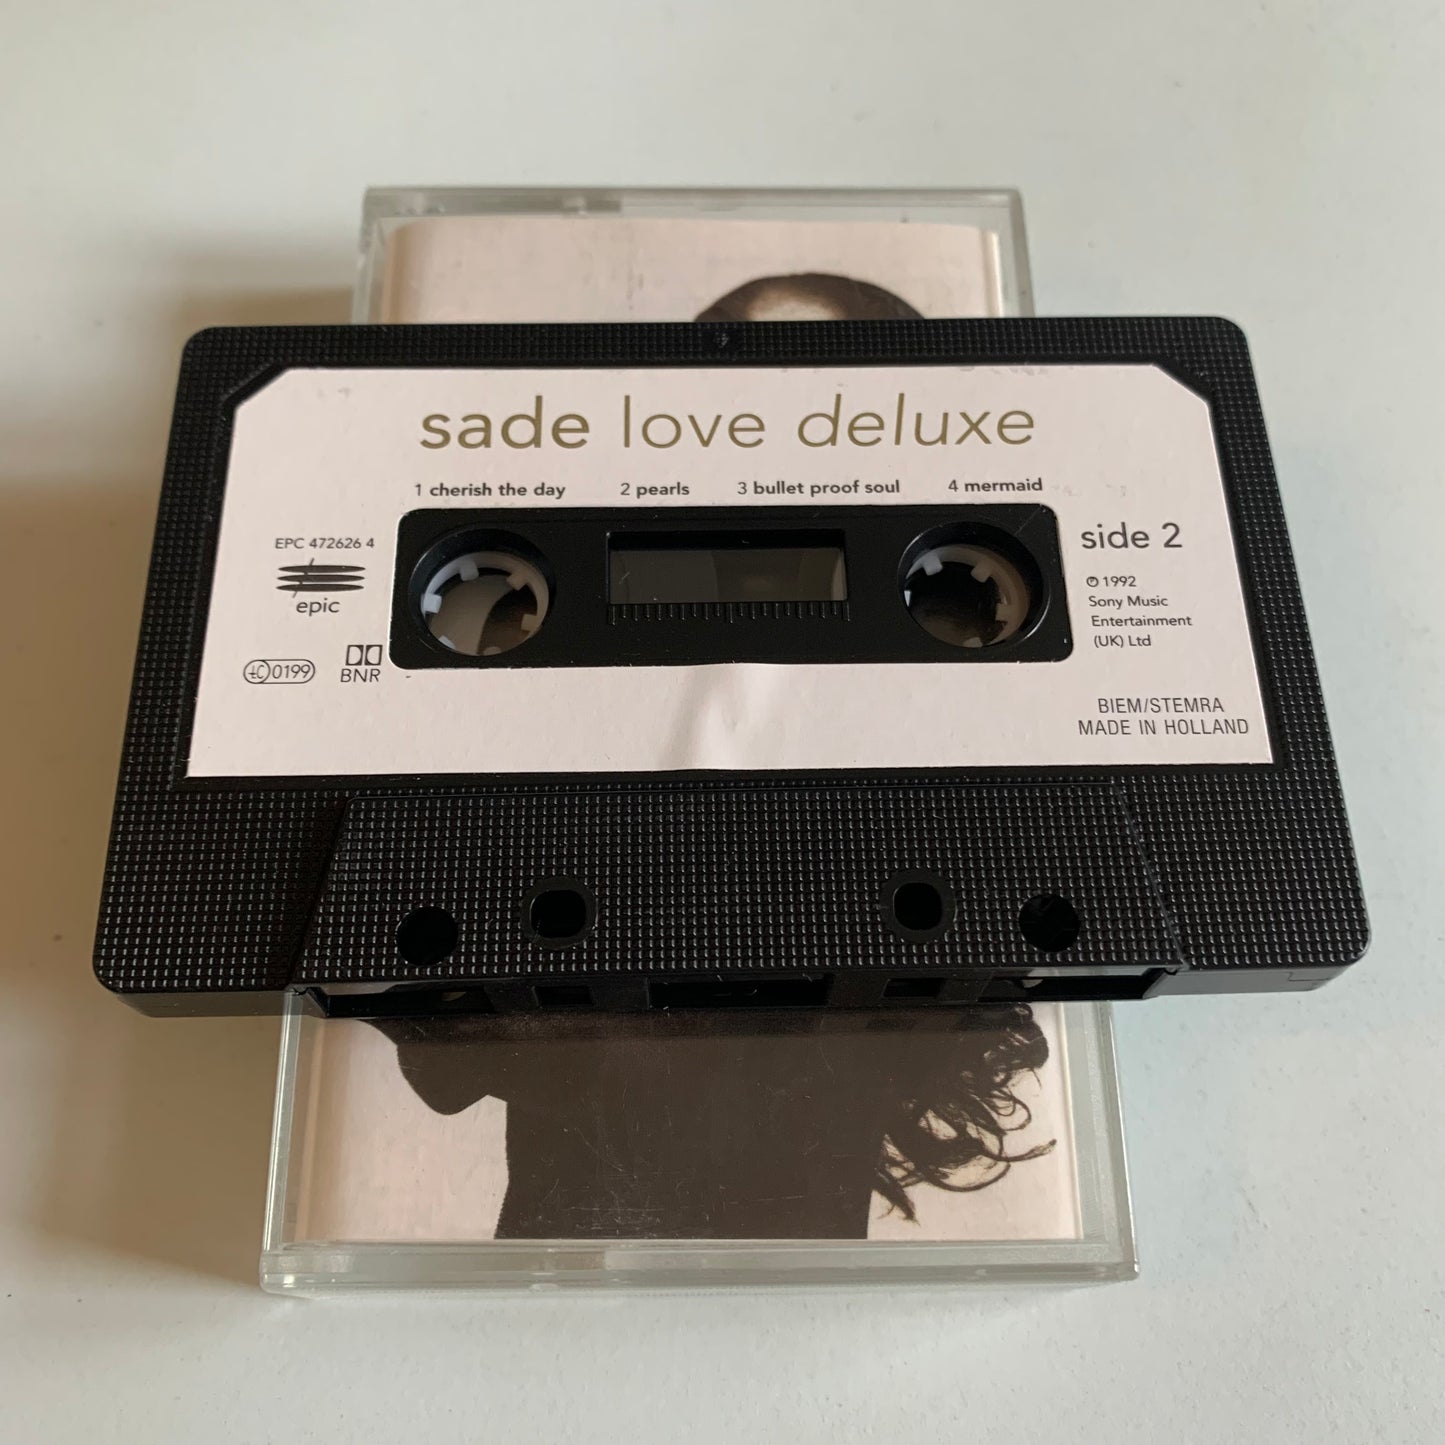 sade love deluxe
1 cherish the day 2 pearls 3 bullet proof soul 4 mermaid
EPC 472626 4
epic
LC 0199
BNR
side 2
℗ 1992
Sony Music
Entertainment
(UK) Ltd
BIEM/STEMRA
MADE IN HOLLAND